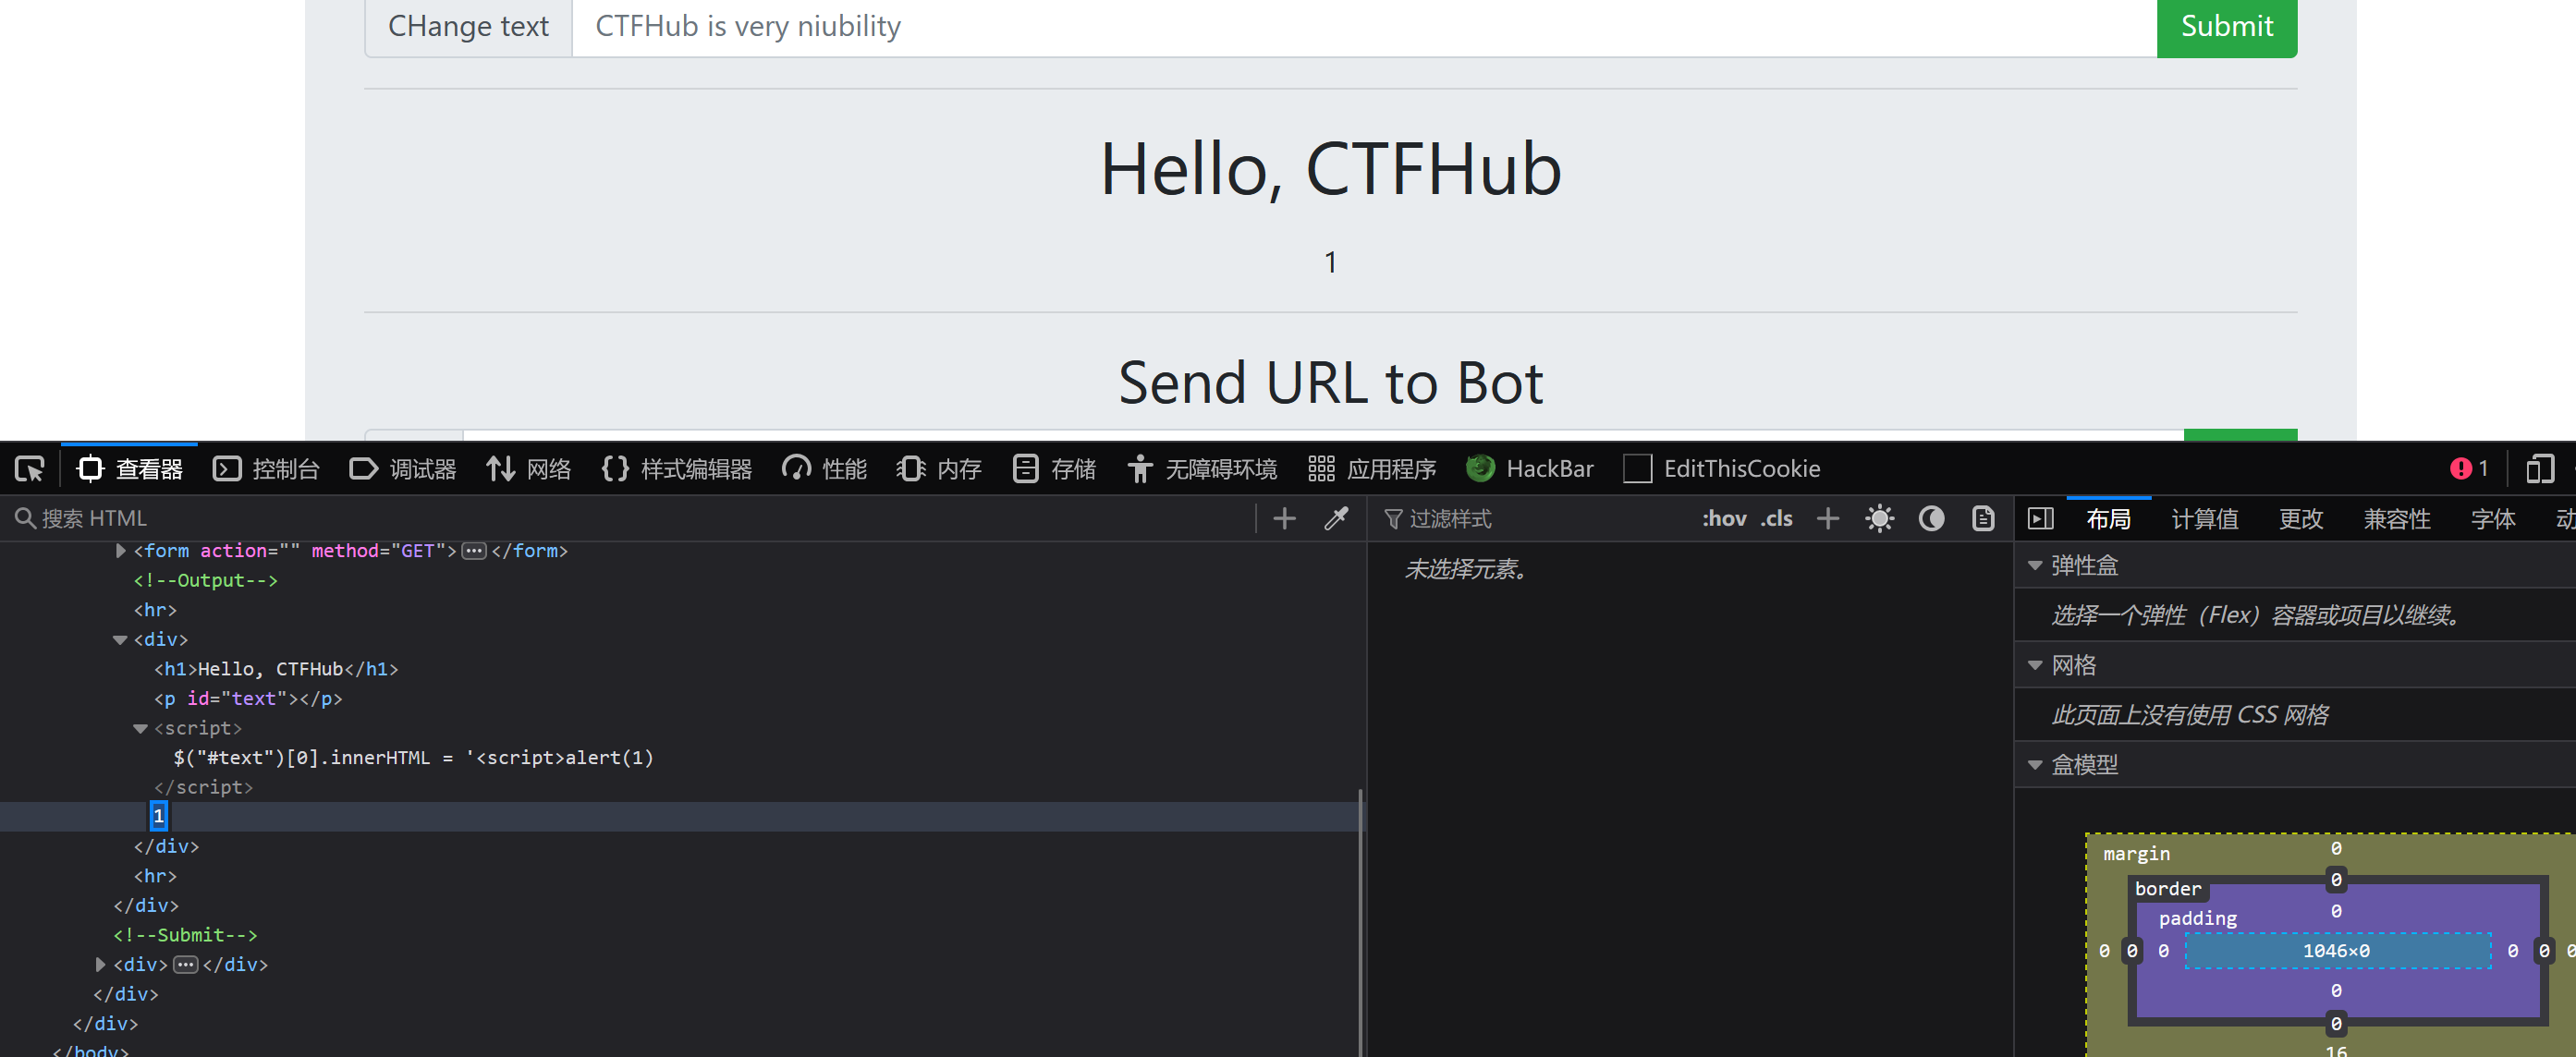 CHange text CTFHub is very niubility Submit
Hello, CTFHub
1
Send URL to Bot
查看器 控制台 调试器 网络 {} 样式编辑器 性能 内存 存储 无障碍环境 应用程序 HackBar EditThisCookie 1
搜索 HTML + 过滤样式 :hov .cls + 布局 计算值 更改 兼容性 字体
<form action="" method="GET"> ••• </form>
<!--Output-->
<hr>
<div>
<h1>Hello, CTFHub</h1>
<p id="text"></p>
<script>
$("#text")[0].innerHTML = '<script>alert(1)
</script>
1
</div>
<hr>
</div>
<!--Submit-->
<div> ••• </div>
</div>
</div>
</body>
未选择元素。
弹性盒
选择一个弹性（Flex）容器或项目以继续。
网格
此页面上没有使用 CSS 网格
盒模型
margin 0
border 0
padding 0
0 0 0 1046×0 0 0 0
0
0
16